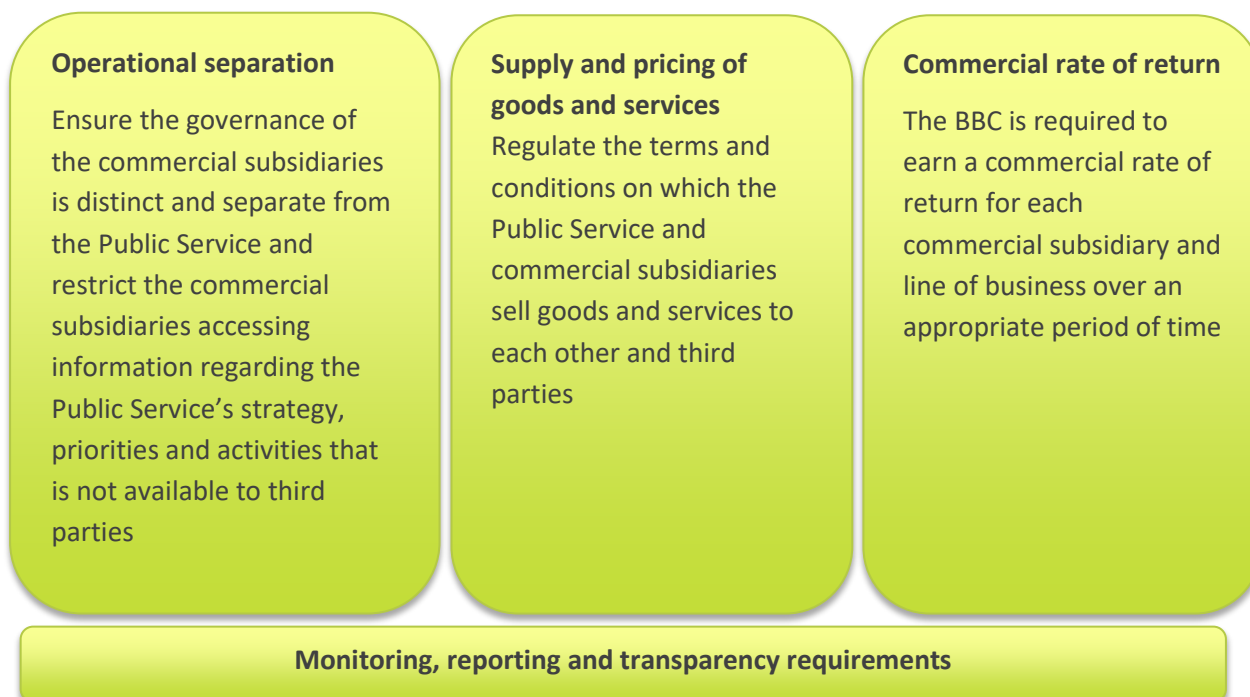 Operational separation
Ensure the governance of
the commercial subsidiaries
is distinct and separate from
the Public Service and
restrict the commercial
subsidiaries accessing
information regarding the
Public Service’s strategy,
priorities and activities that
is not available to third
parties
Supply and pricing of
goods and services
Regulate the terms and
conditions on which the
Public Service and
commercial subsidiaries
sell goods and services to
each other and third
parties
Commercial rate of return
The BBC is required to
earn a commercial rate of
return for each
commercial subsidiary and
line of business over an
appropriate period of time
Monitoring, reporting and transparency requirements